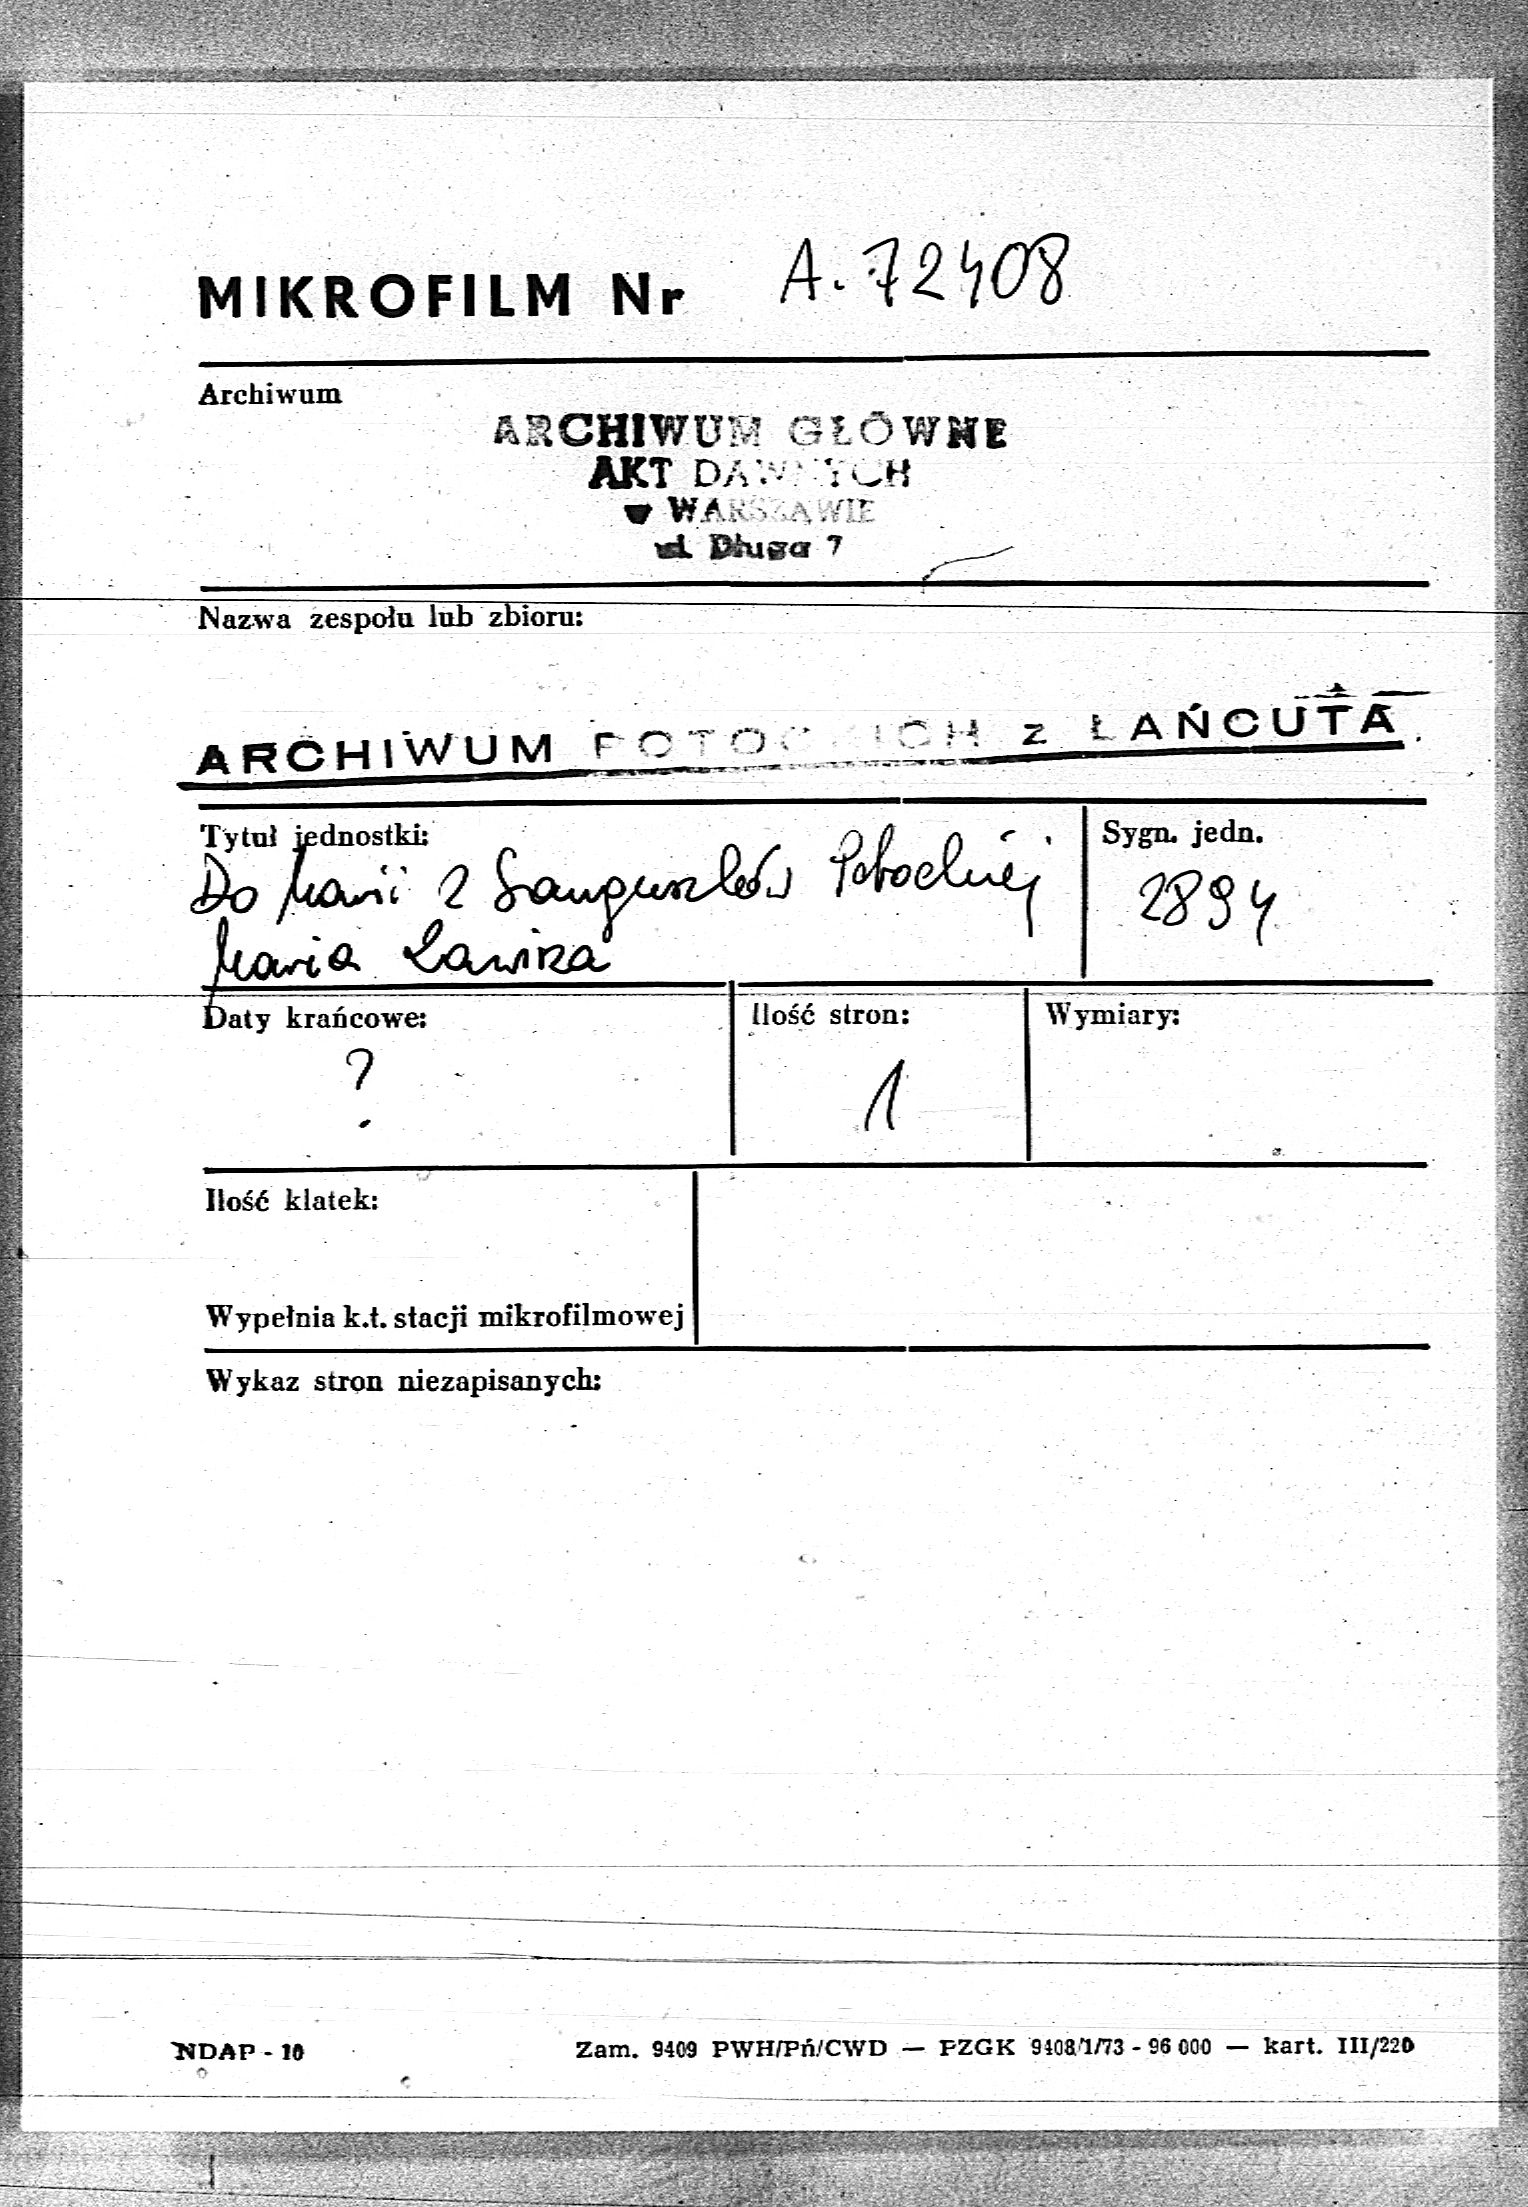 MIKROFILM Nr A. 72408
Archiwum
ARCHIWUM GŁÓWNE
AKT DAWNYCH
w WARSZAWIE
ul. Długa 7
Nazwa zespołu lub zbioru:
ARCHIWUM POTOCKICH z ŁAŃCUTA
Tytuł jednostki:
Sygn. jedn.
Do Marii z Sanguszków Potockiej
2894
Maria
Daty krańcowe:
Ilość stron:
Wymiary:
?
1
Ilość klatek:
Wypełnia k.t. stacji mikrofilmowej
Wykaz stron niezapisanych:
NDAP - 10
Zam. 9409 PWH/Pń/CWD — PZGK 9408/1/73 - 96 000 — kart. III/220